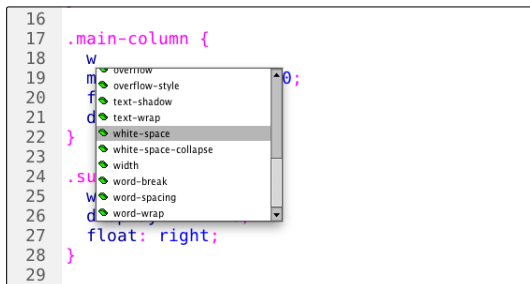 16
17 .main-column {
18 w
19 m 0;
20 f
21 d
22 }
23
24 .su
25 w
26 d
27 float: right;
28 }
29
overflow
overflow-style
text-shadow
text-wrap
white-space
white-space-collapse
width
word-break
word-spacing
word-wrap